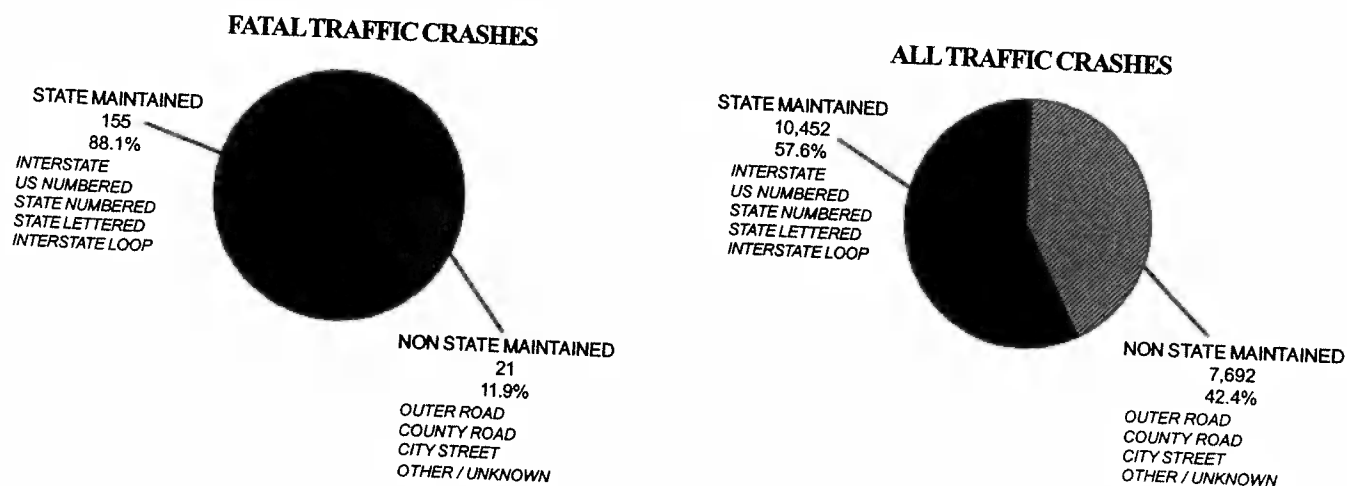 FATAL TRAFFIC CRASHES
STATE MAINTAINED
155
88.1%
INTERSTATE
US NUMBERED
STATE NUMBERED
STATE LETTERED
INTERSTATE LOOP
NON STATE MAINTAINED
21
11.9%
OUTER ROAD
COUNTY ROAD
CITY STREET
OTHER / UNKNOWN
ALL TRAFFIC CRASHES
STATE MAINTAINED
10,452
57.6%
INTERSTATE
US NUMBERED
STATE NUMBERED
STATE LETTERED
INTERSTATE LOOP
NON STATE MAINTAINED
7,692
42.4%
OUTER ROAD
COUNTY ROAD
CITY STREET
OTHER / UNKNOWN